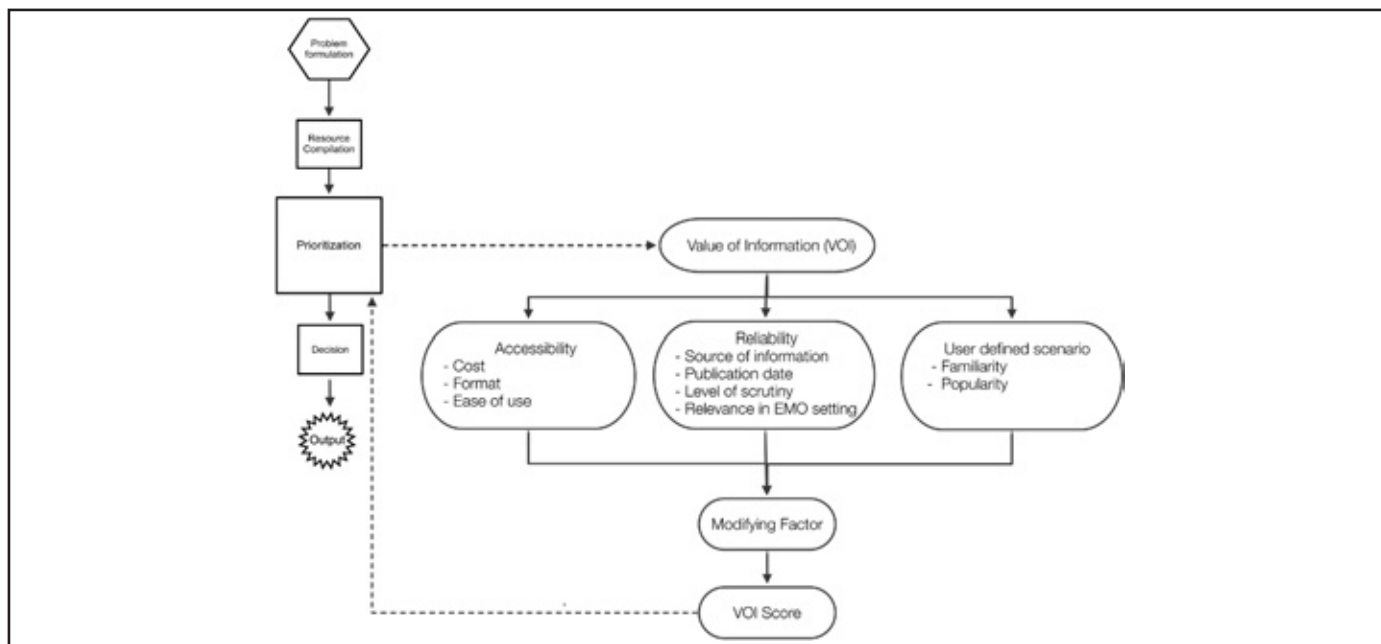 Problem
formulation
Resource
Compilation
Prioritization
Decision
Output
Value of Information (VOI)
Accessibility
- Cost
- Format
- Ease of use
Reliability
- Source of information
- Publication date
- Level of scrutiny
- Relevance in EMO setting
User defined scenario
- Familiarity
- Popularity
Modifying Factor
VOI Score